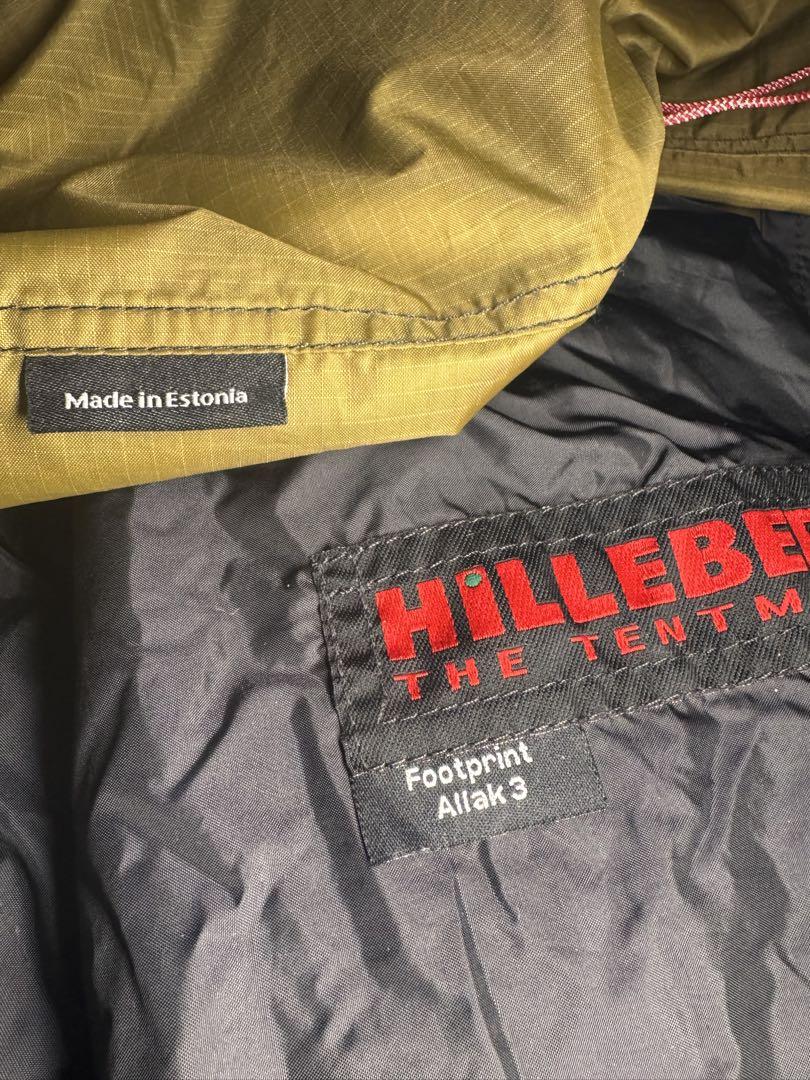 Made in Estonia
HILLEBE
THE TENT M
Footprint
Allak 3